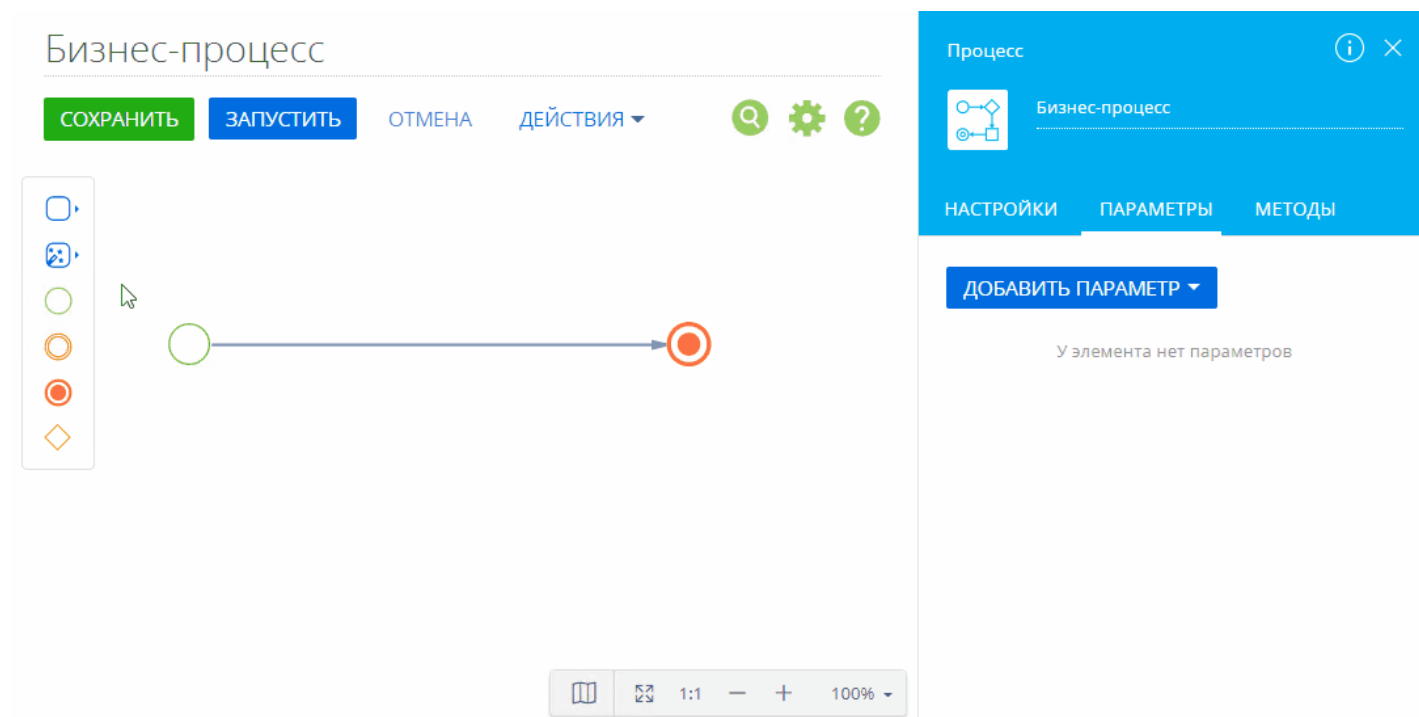 Бизнес-процесс
СОХРАНИТЬ ЗАПУСТИТЬ ОТМЕНА ДЕЙСТВИЯ
1:1 100%
Процесс
Бизнес-процесс
НАСТРОЙКИ ПАРАМЕТРЫ МЕТОДЫ
ДОБАВИТЬ ПАРАМЕТР
У элемента нет параметров